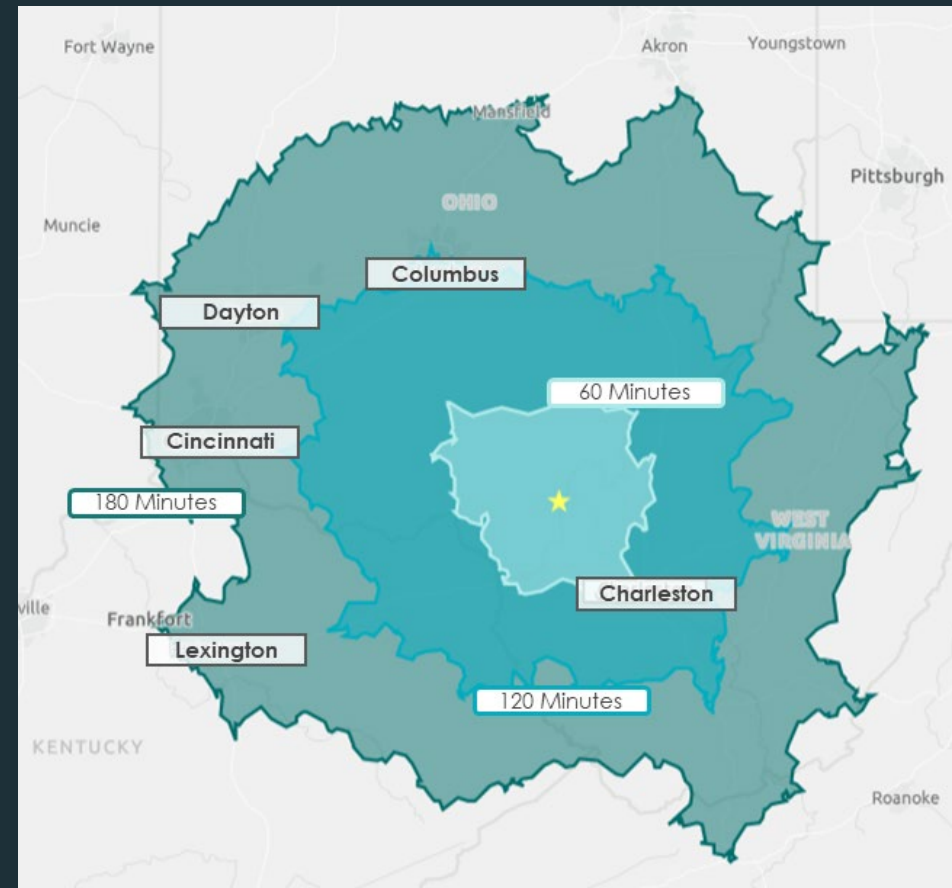 Fort Wayne
Akron
Youngstown
Mansfield
Pittsburgh
OHIO
Muncie
Columbus
Dayton
60 Minutes
Cincinnati
180 Minutes
WEST
VIRGINIA
Charleston
ville
Frankfort
Lexington
120 Minutes
KENTUCKY
Roanoke